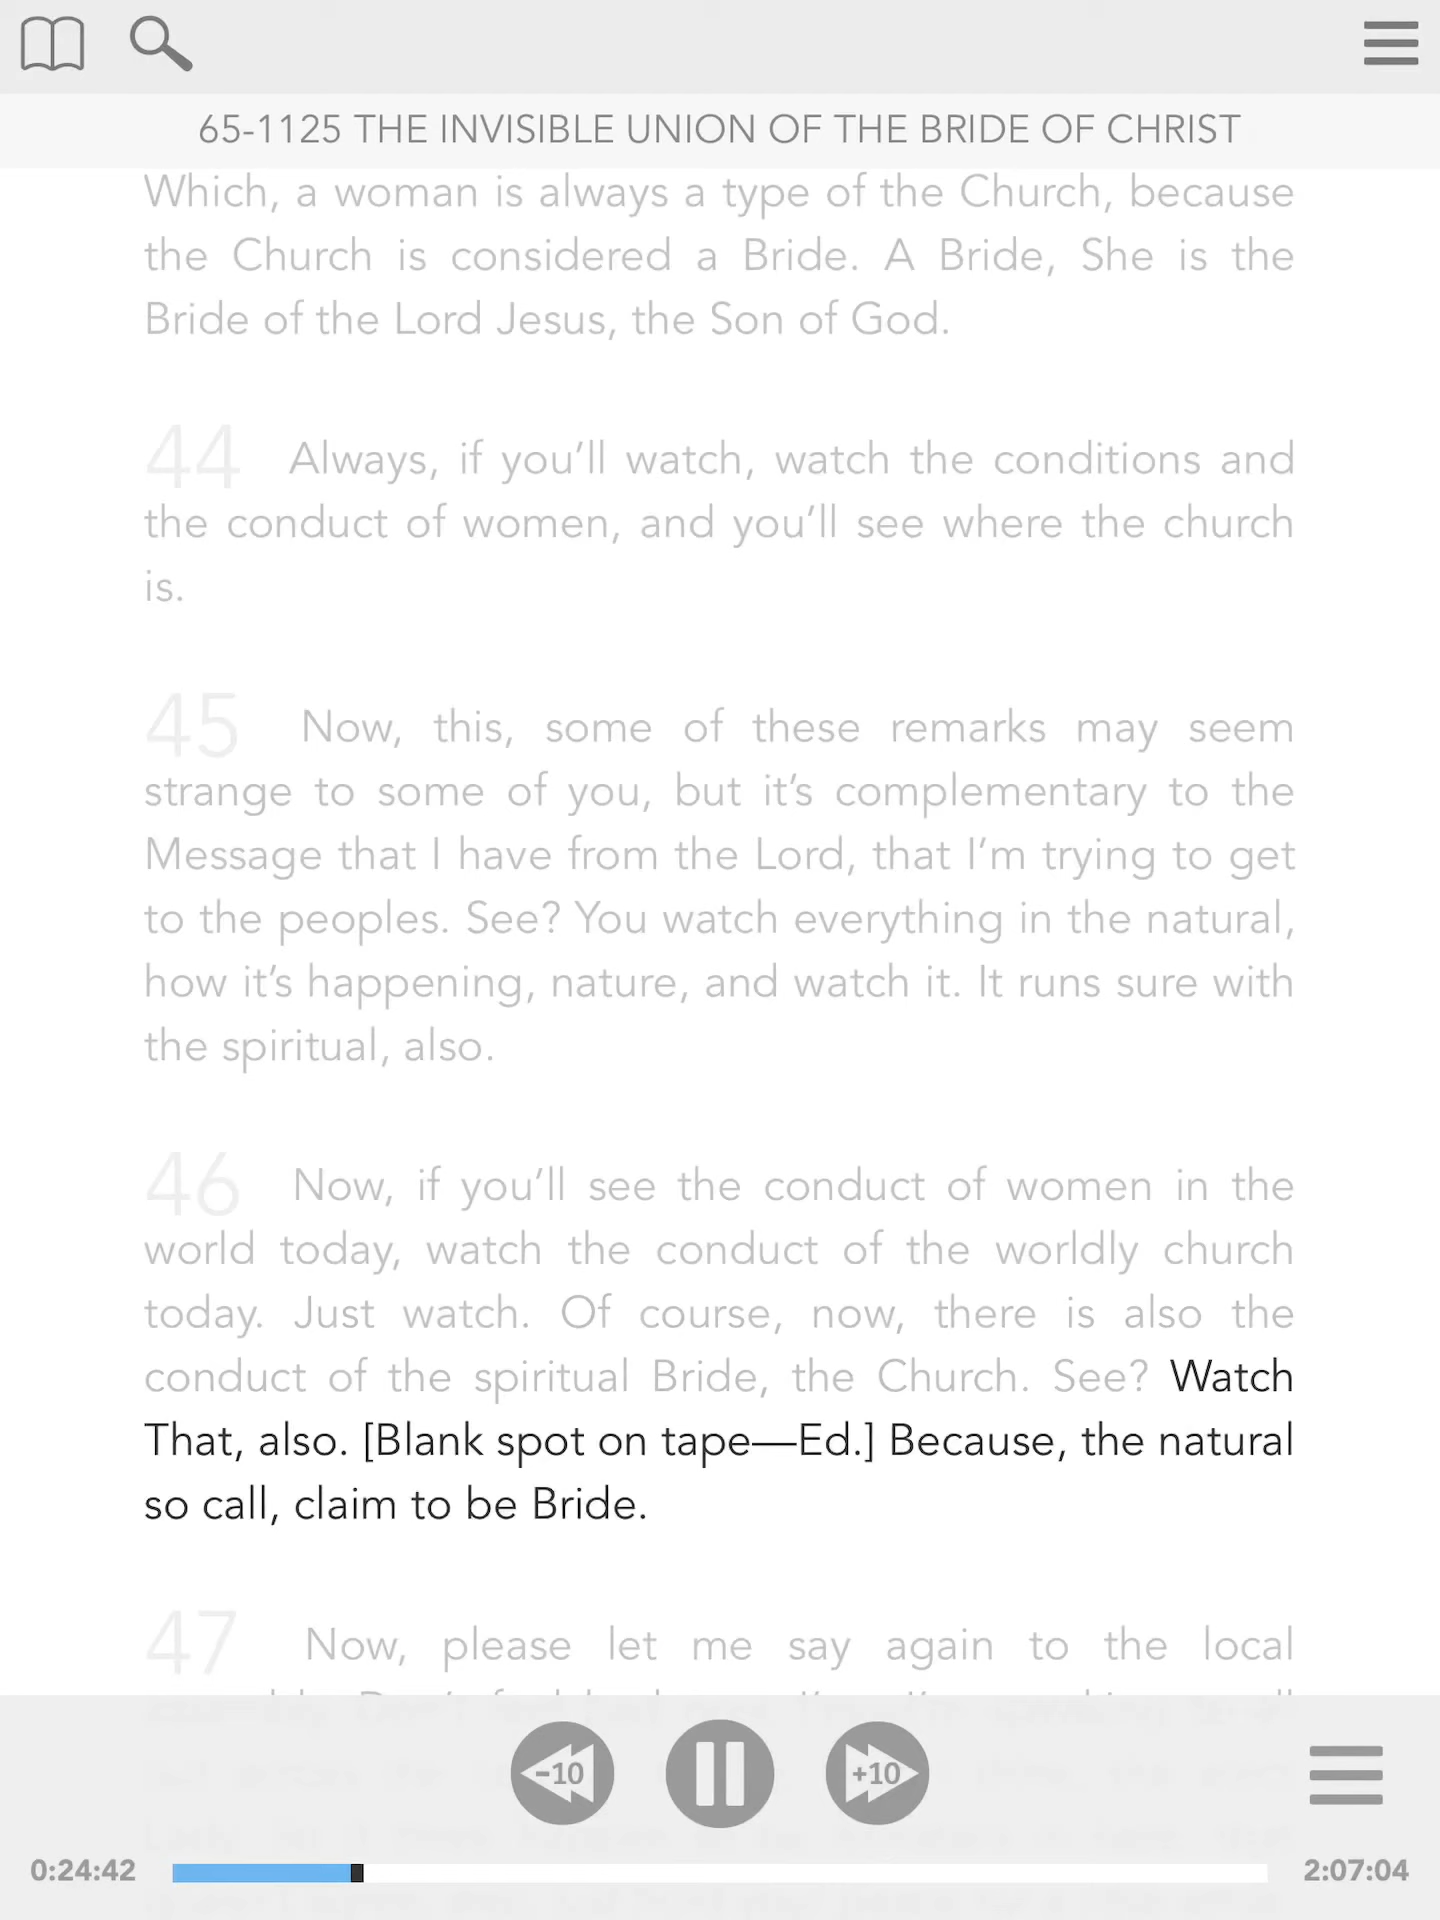 65-1125 THE INVISIBLE UNION OF THE BRIDE OF CHRIST
Which, a woman is always a type of the Church, because
the Church is considered a Bride. A Bride, She is the
Bride of the Lord Jesus, the Son of God.
44 Always, if you’ll watch, watch the conditions and
the conduct of women, and you’ll see where the church
is.
45 Now, this, some of these remarks may seem
strange to some of you, but it’s complementary to the
Message that I have from the Lord, that I’m trying to get
to the peoples. See? You watch everything in the natural,
how it’s happening, nature, and watch it. It runs sure with
the spiritual, also.
46 Now, if you’ll see the conduct of women in the
world today, watch the conduct of the worldly church
today. Just watch. Of course, now, there is also the
conduct of the spiritual Bride, the Church. See? Watch
That, also. [Blank spot on tape—Ed.] Because, the natural
so call, claim to be Bride.
47 Now, please let me say again to the local
-10 +10
0:24:42 2:07:04